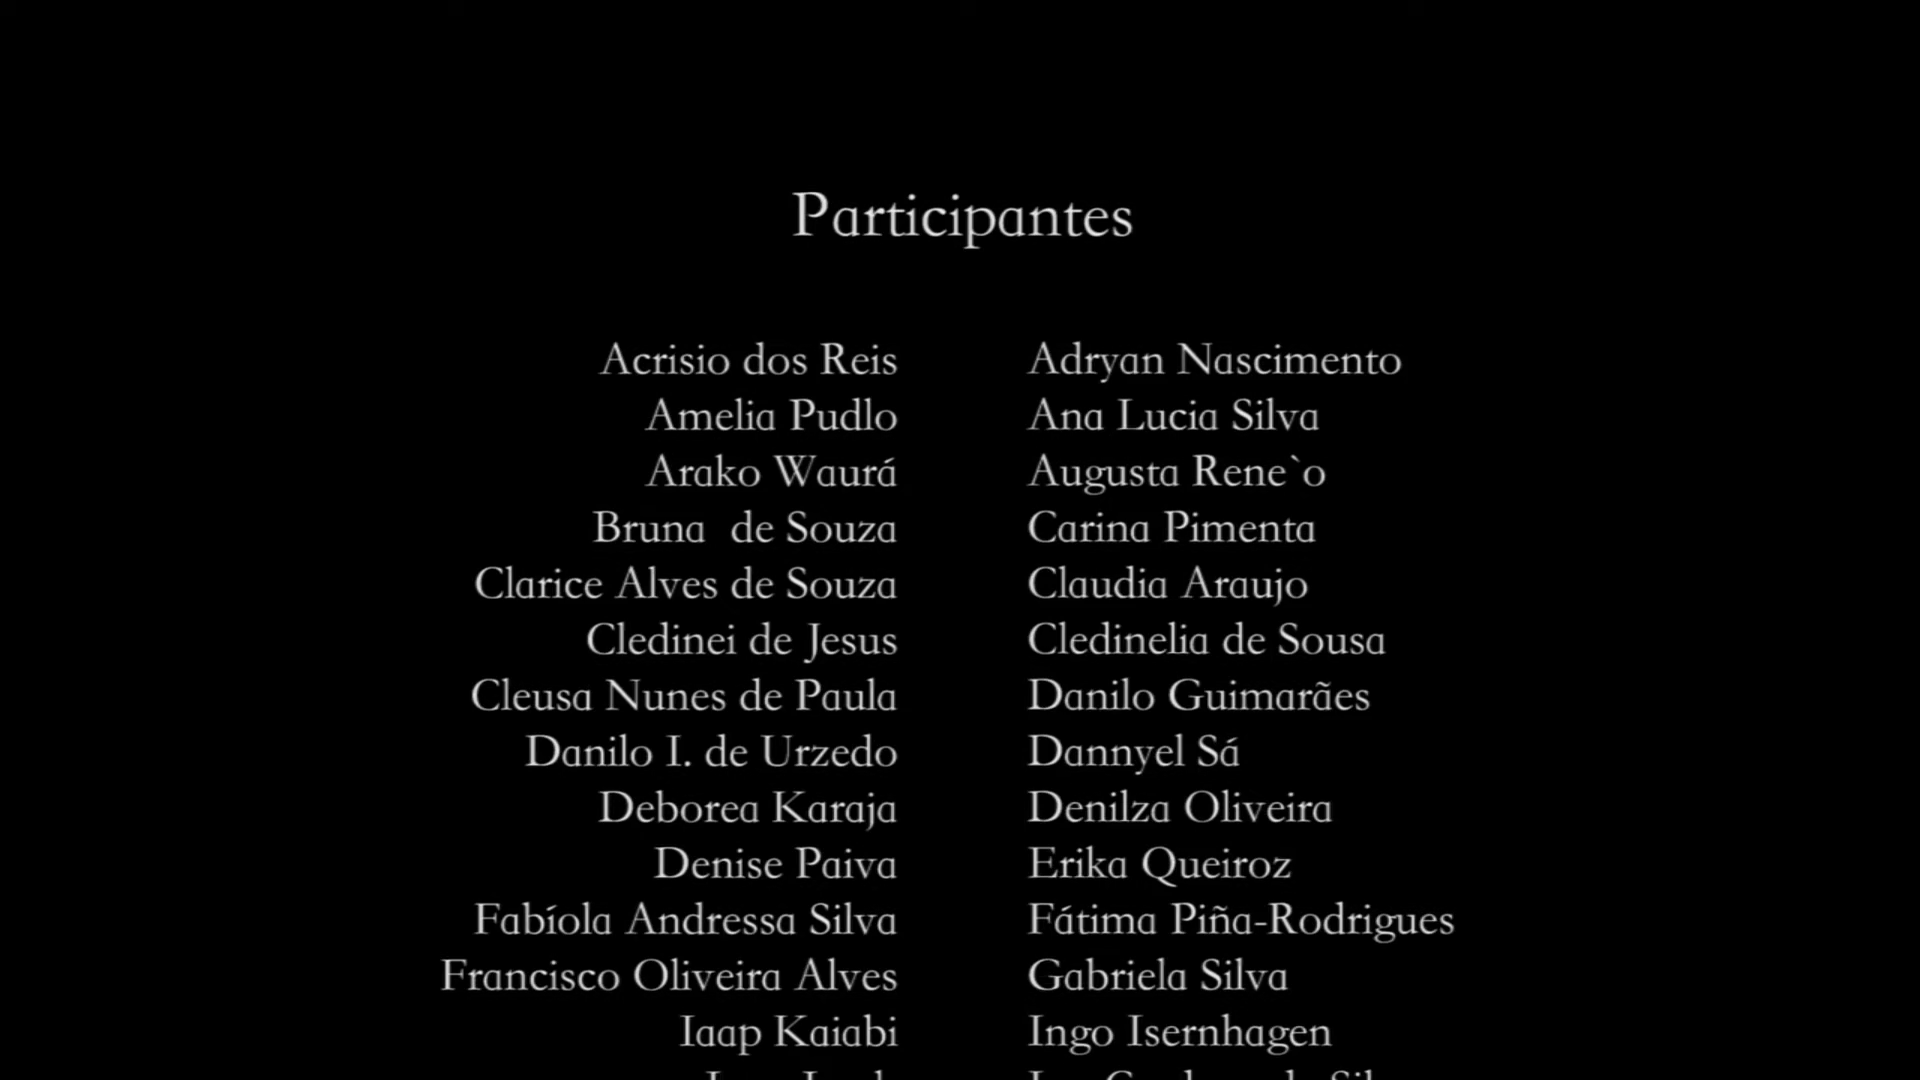 Participantes
Acrisio dos Reis Adryan Nascimento
Amelia Pudlo Ana Lucia Silva
Arako Waurá Augusta Rene`o
Bruna  de Souza Carina Pimenta
Clarice Alves de Souza Claudia Araujo
Cledinei de Jesus Cledinelia de Sousa
Cleusa Nunes de Paula Danilo Guimarães
Danilo I. de Urzedo Dannyel Sá
Deborea Karaja Denilza Oliveira
Denise Paiva Erika Queiroz
Fabíola Andressa Silva Fátima Piña-Rodrigues
Francisco Oliveira Alves Gabriela Silva
Iaap Kaiabi Ingo Isernhagen